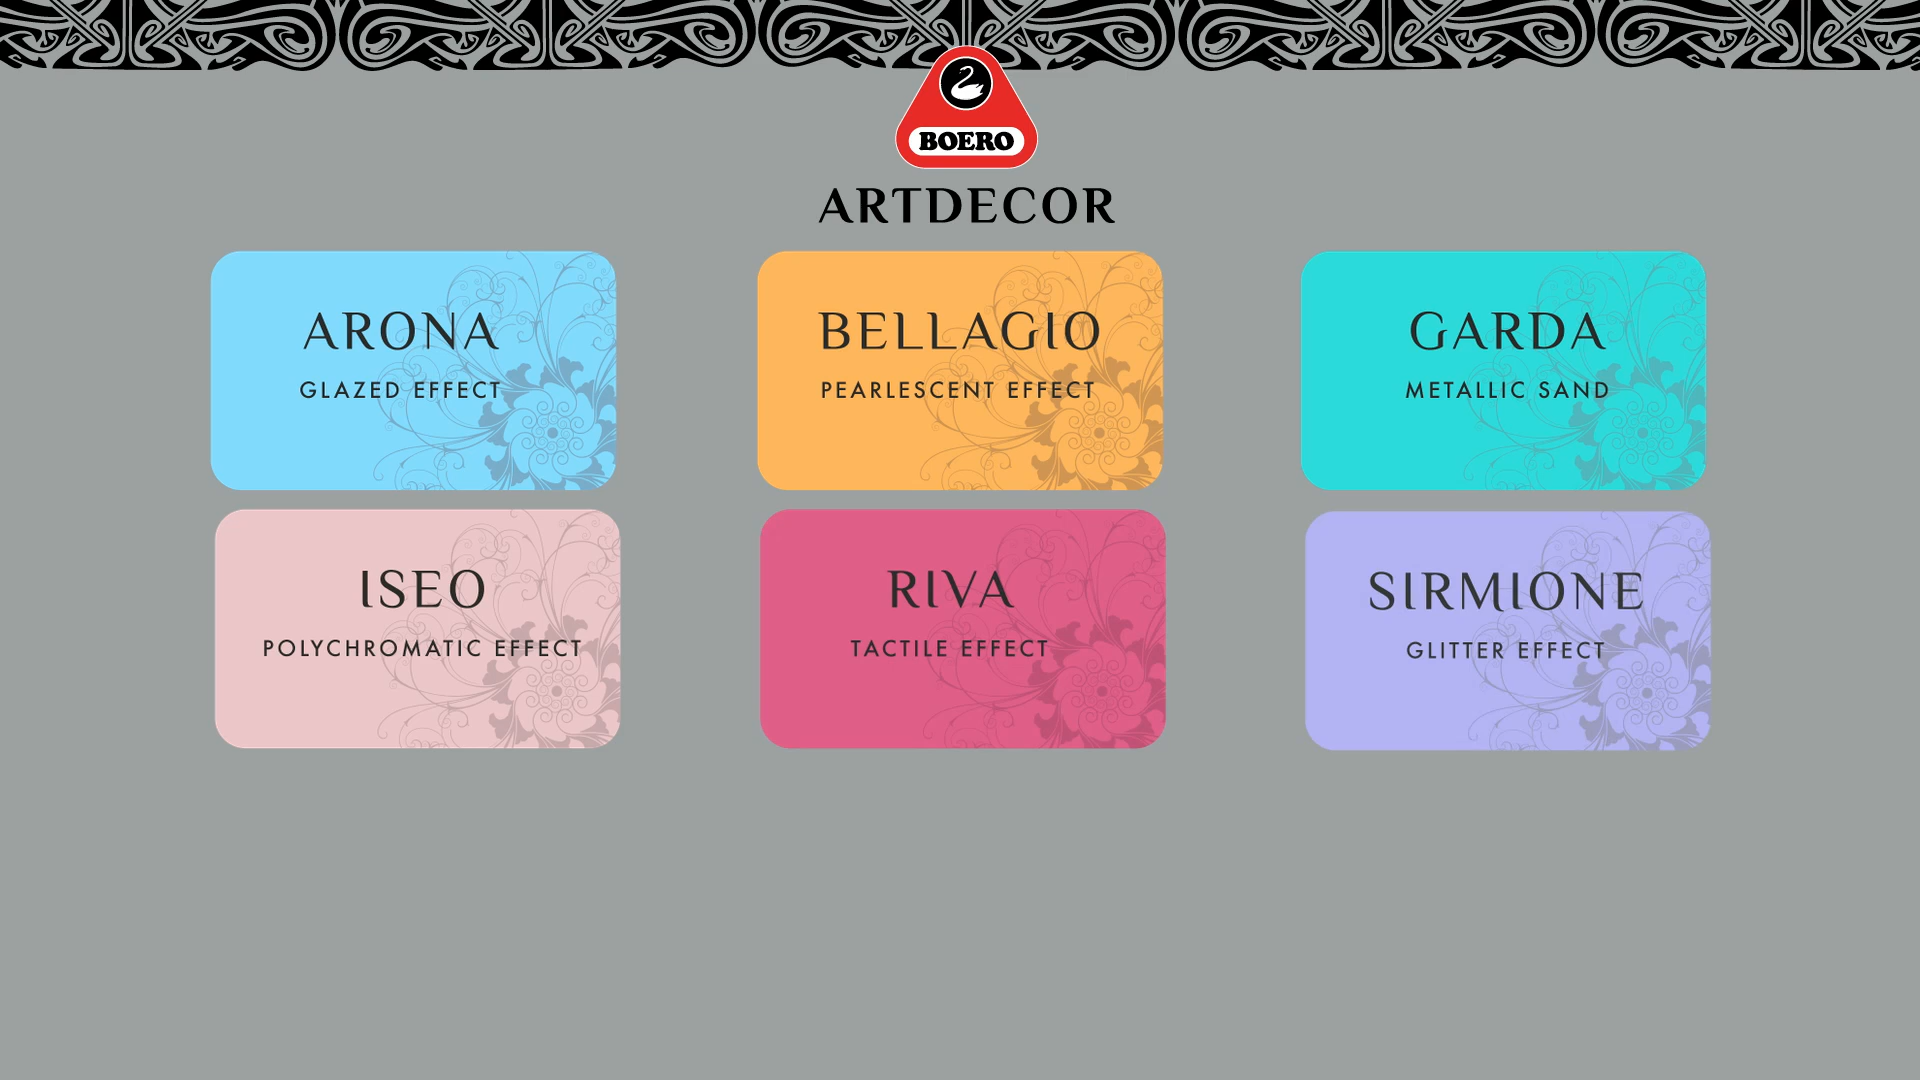 BOERO
ARTDECOR
ARONA
GLAZED EFFECT
BELLAGIO
PEARLESCENT EFFECT
GARDA
METALLIC SAND
ISEO
POLYCHROMATIC EFFECT
RIVA
TACTILE EFFECT
SIRMIONE
GLITTER EFFECT